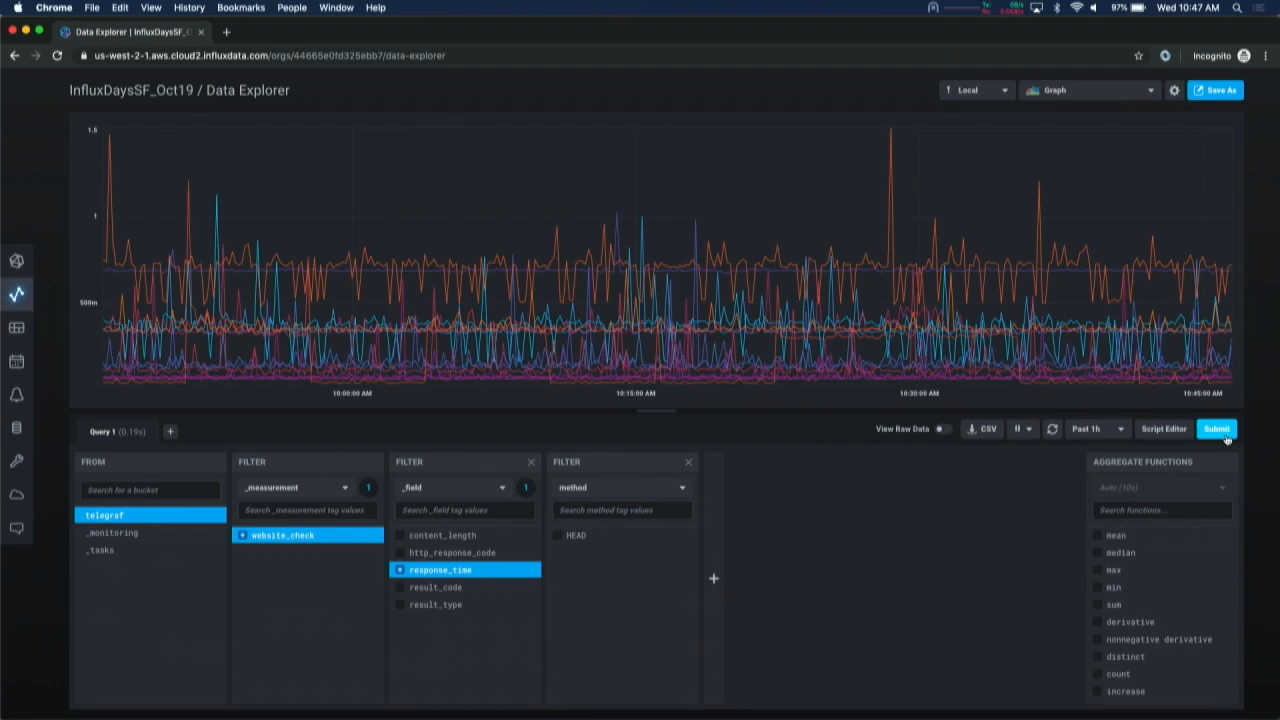 Chrome File Edit View History Bookmarks People Window Help 97% Wed 10:47 AM
Data Explorer | InfluxDaysSF_O
us-west-2-1.aws.cloud2.influxdata.com/orgs/44665e0fd325ebb7/data-explorer Incognito
InfluxDaysSF_Oct19 / Data Explorer Local Graph Save As
1.5
1
500m
10:00:00 AM 10:15:00 AM 10:30:00 AM 10:45:00 AM
Query 1 (0.19s) + View Raw Data CSV Past 1h Script Editor Submit
FROM FILTER FILTER FILTER AGGREGATE FUNCTIONS
Search for a bucket _measurement 1 _field 1 method Auto (10s)
Search _measurement tag values Search _field tag values Search method tag values Search functions...
telegraf website_check content_length HEAD mean
_monitoring http_response_code median
_tasks response_time max
result_code min
result_type sum
derivative
nonnegative derivative
distinct
count
increase